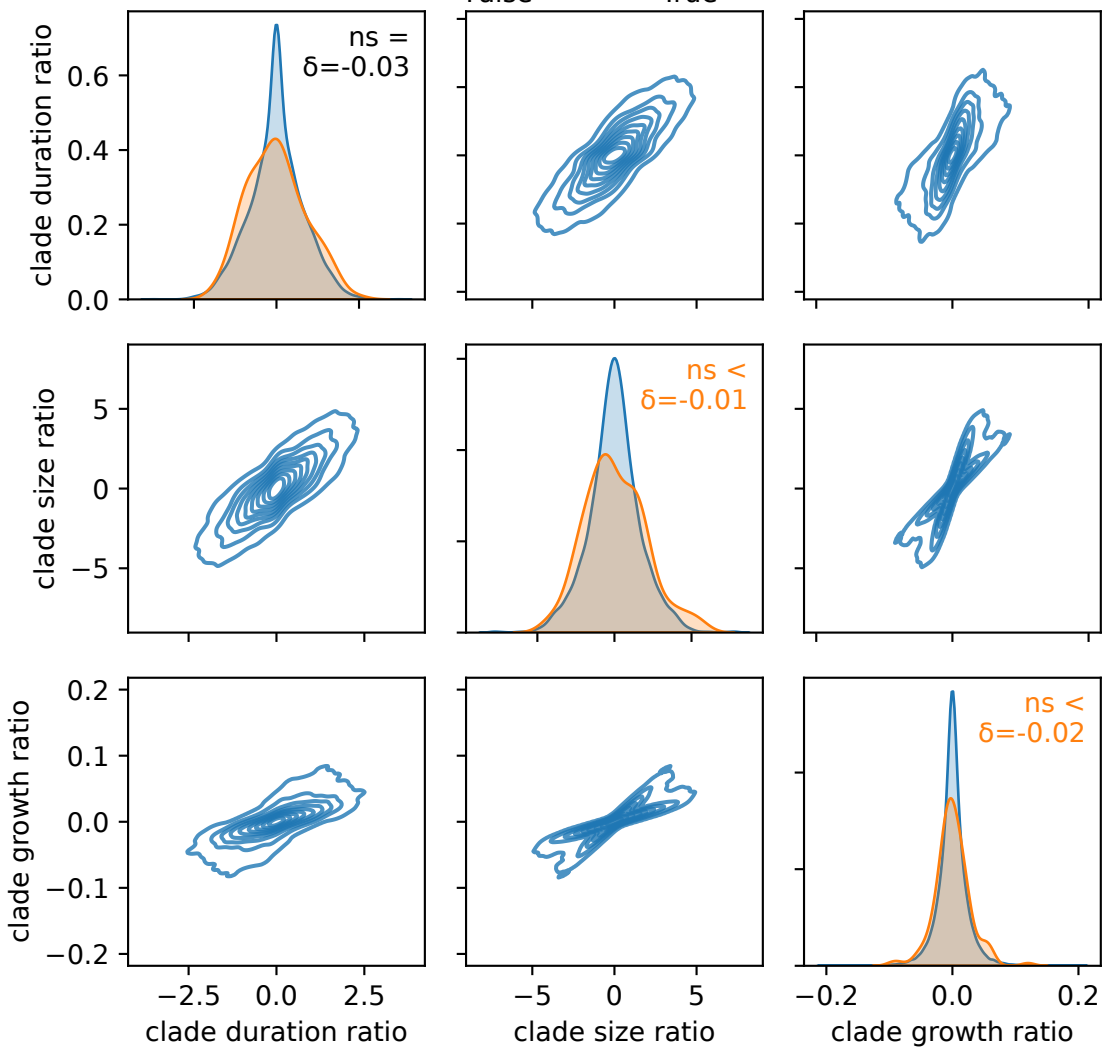 ns =
δ=-0.03
clade duration ratio
0.6
0.4
0.2
0.0
ns <
δ=-0.01
clade size ratio
5
0
−5
ns <
δ=-0.02
clade growth ratio
0.2
0.1
0.0
−0.1
−0.2
−2.5 0.0 2.5
−5 0 5
−0.2 0.0 0.2
clade duration ratio
clade size ratio
clade growth ratio